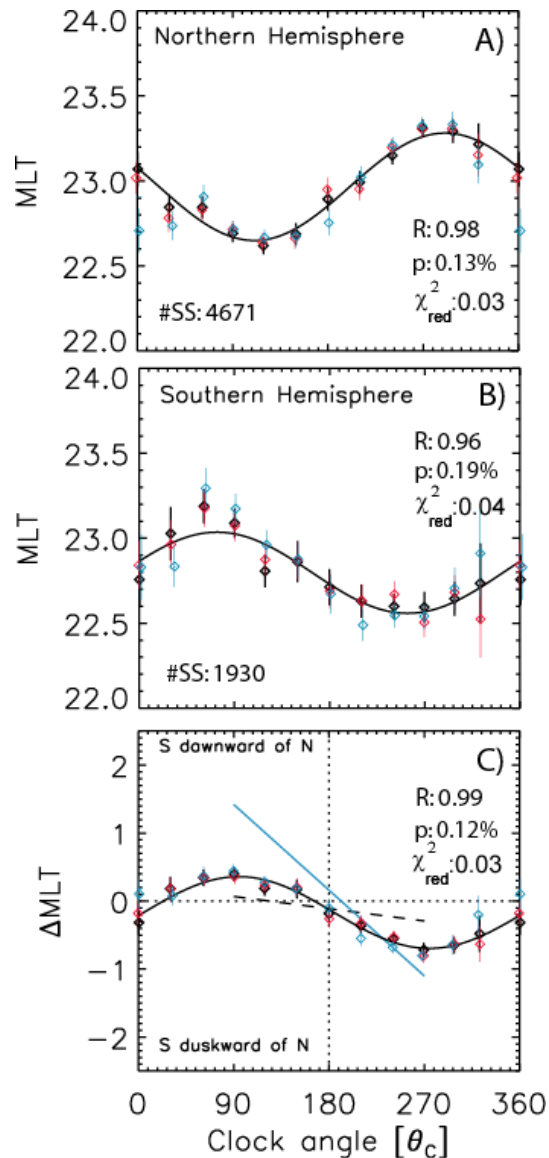 Northern Hemisphere A)
24.0
23.5
23.0
22.5
22.0
MLT
R: 0.98
p: 0.13%
χ²red: 0.03
#SS: 4671
Southern Hemisphere B)
24.0
23.5
23.0
22.5
22.0
MLT
R: 0.96
p: 0.19%
χ²red: 0.04
#SS: 1930
S dawnward of N C)
2
1
0
-1
-2
ΔMLT
R: 0.99
p: 0.12%
χ²red: 0.03
S duskward of N
0 90 180 270 360
Clock angle [θC]